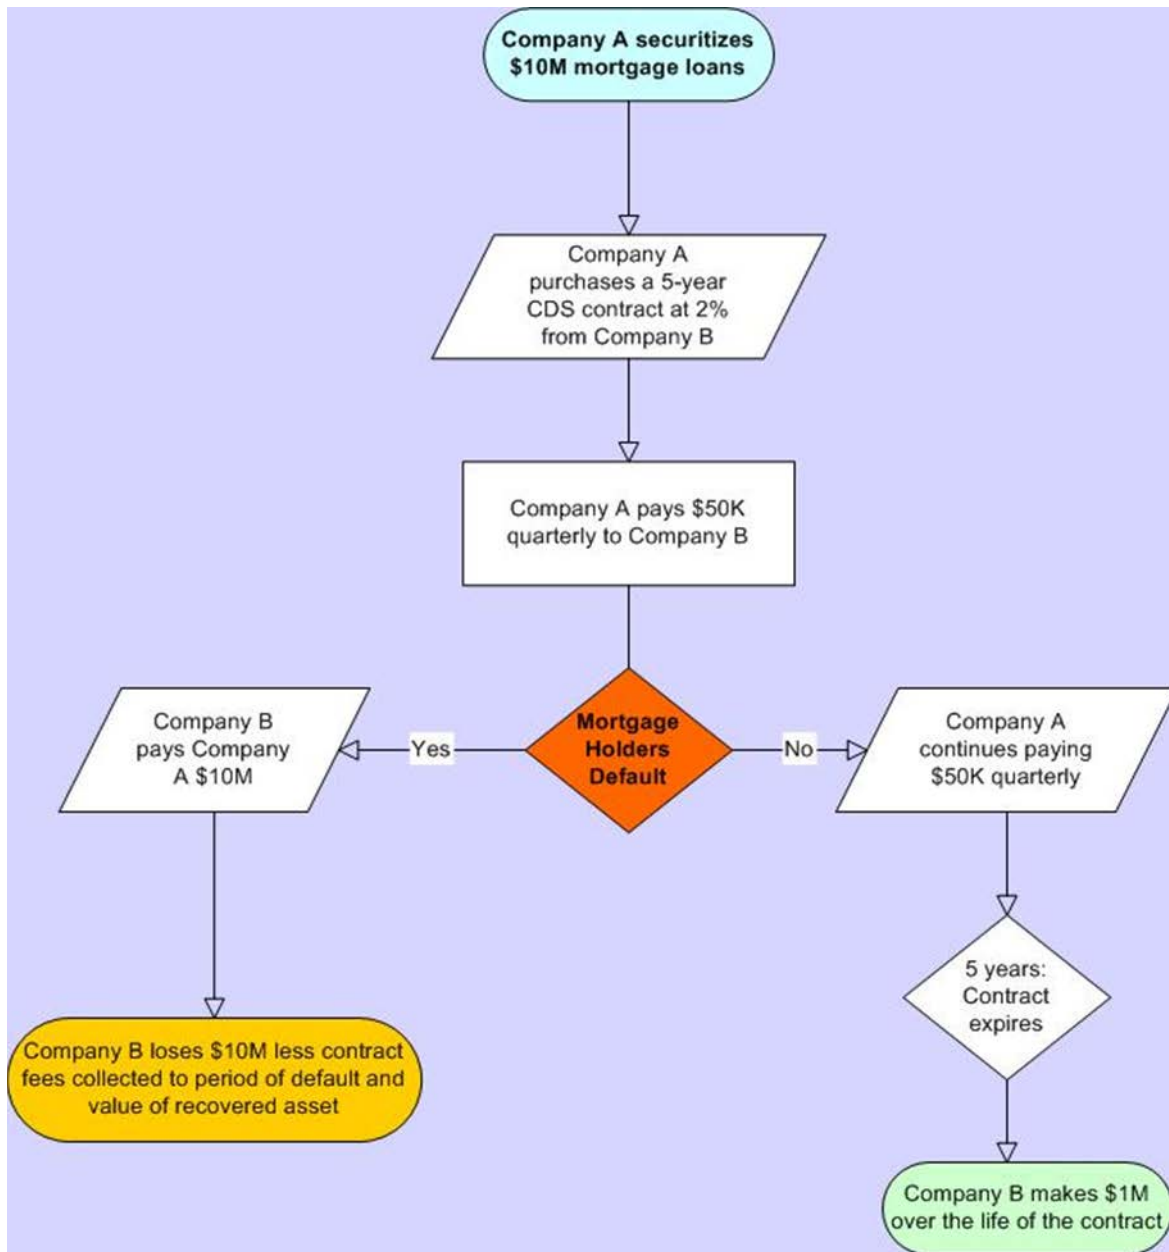 Company A securitizes
$10M mortgage loans
Company A
purchases a 5-year
CDS contract at 2%
from Company B
Company A pays $50K
quarterly to Company B
Mortgage
Holders
Default
Yes
No
Company B
pays Company
A $10M
Company A
continues paying
$50K quarterly
5 years:
Contract
expires
Company B loses $10M less contract
fees collected to period of default and
value of recovered asset
Company B makes $1M
over the life of the contract